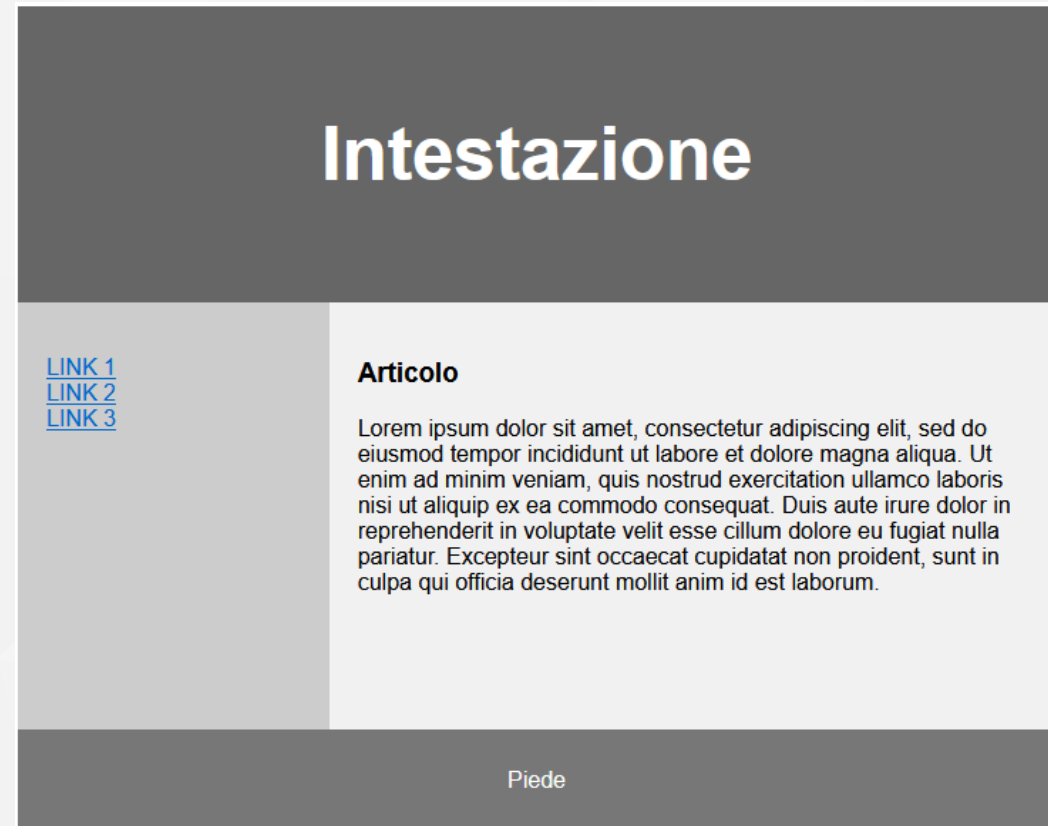 Intestazione
LINK 1
LINK 2
LINK 3
Articolo
Lorem ipsum dolor sit amet, consectetur adipiscing elit, sed do
eiusmod tempor incididunt ut labore et dolore magna aliqua. Ut
enim ad minim veniam, quis nostrud exercitation ullamco laboris
nisi ut aliquip ex ea commodo consequat. Duis aute irure dolor in
reprehenderit in voluptate velit esse cillum dolore eu fugiat nulla
pariatur. Excepteur sint occaecat cupidatat non proident, sunt in
culpa qui officia deserunt mollit anim id est laborum.
Piede